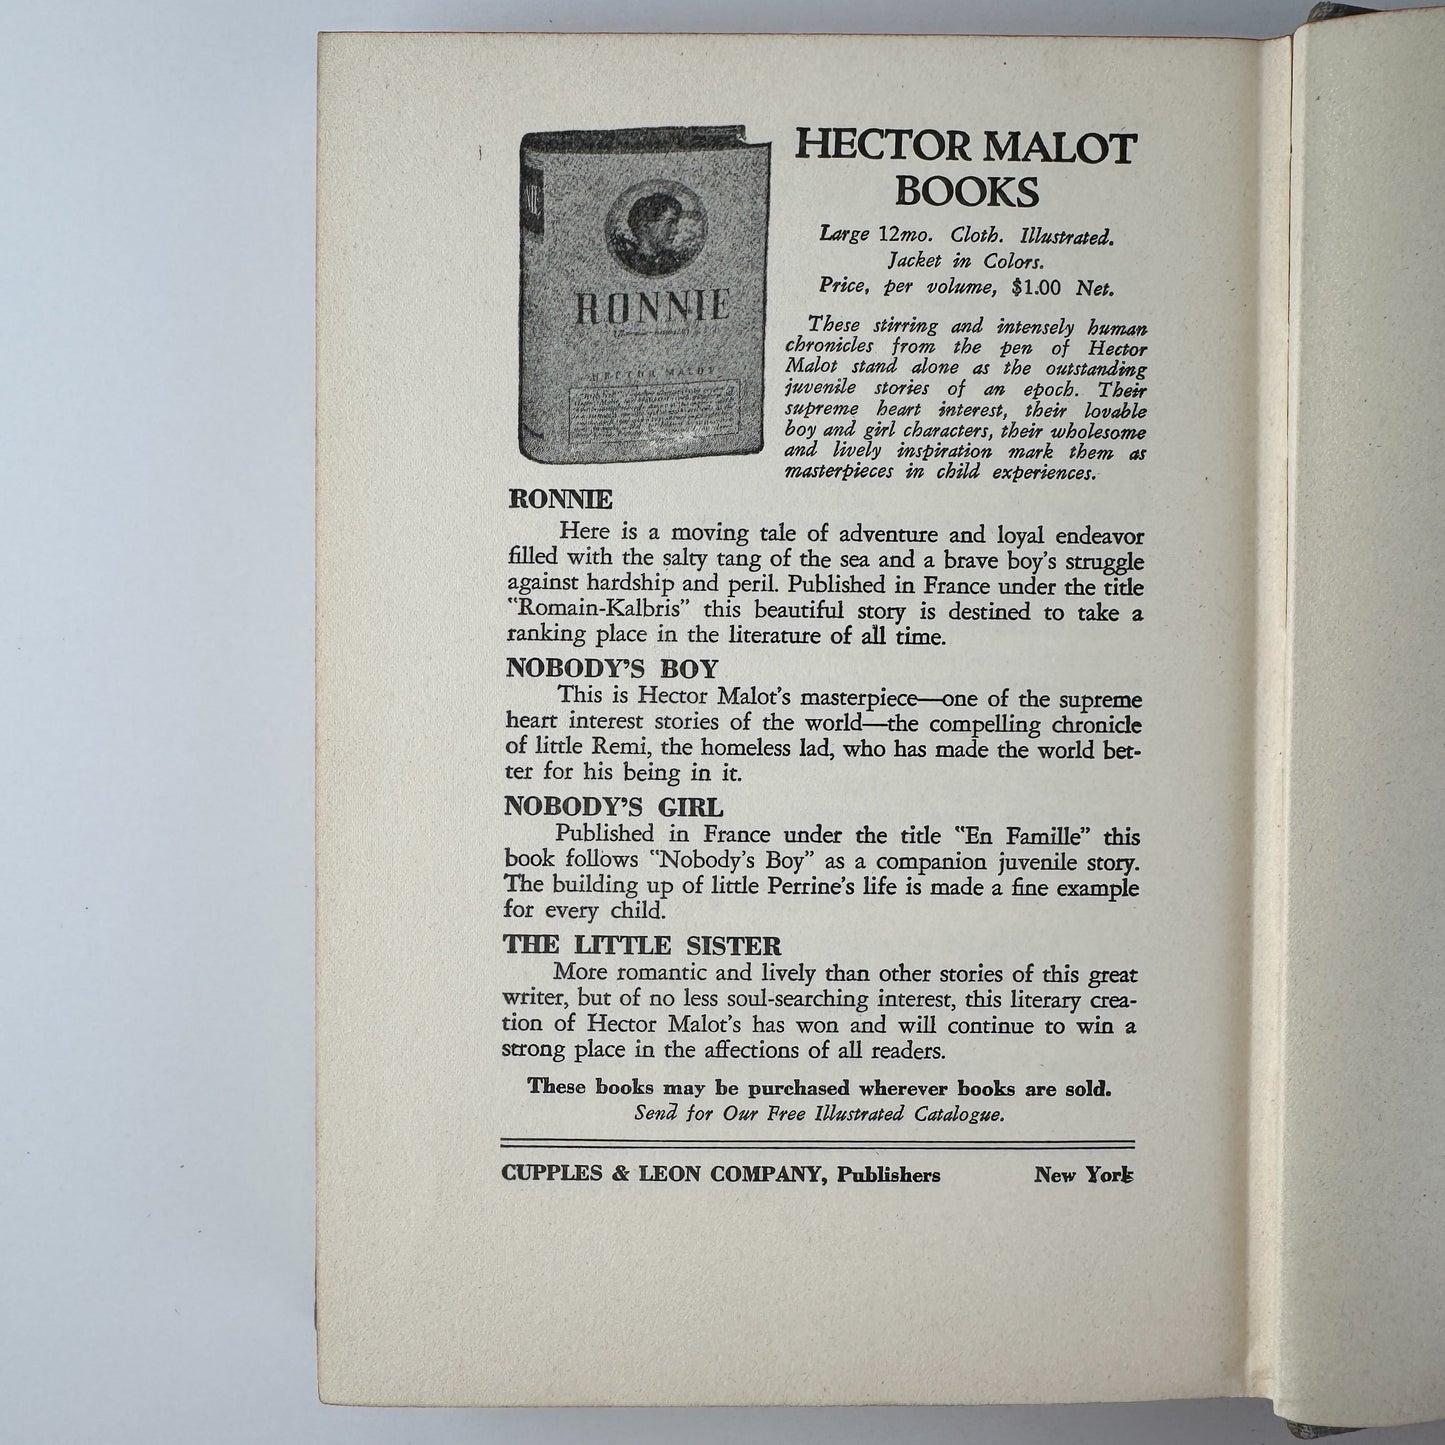 RONNIE
HECTOR MALOT
HECTOR MALOT
BOOKS
Large 12mo. Cloth. Illustrated.
Jacket in Colors.
Price, per volume, $1.00 Net.
These stirring and intensely human
chronicles from the pen of Hector
Malot stand alone as the outstanding
juvenile stories of an epoch. Their
supreme heart interest, their lovable
boy and girl characters, their wholesome
and lively inspiration mark them as
masterpieces in child experiences.
RONNIE
Here is a moving tale of adventure and loyal endeavor
filled with the salty tang of the sea and a brave boy's struggle
against hardship and peril. Published in France under the title
"Romain-Kalbris" this beautiful story is destined to take a
ranking place in the literature of all time.
NOBODY'S BOY
This is Hector Malot's masterpiece—one of the supreme
heart interest stories of the world—the compelling chronicle
of little Remi, the homeless lad, who has made the world bet-
ter for his being in it.
NOBODY'S GIRL
Published in France under the title "En Famille" this
book follows "Nobody's Boy" as a companion juvenile story.
The building up of little Perrine's life is made a fine example
for every child.
THE LITTLE SISTER
More romantic and lively than other stories of this great
writer, but of no less soul-searching interest, this literary crea-
tion of Hector Malot's has won and will continue to win a
strong place in the affections of all readers.
These books may be purchased wherever books are sold.
Send for Our Free Illustrated Catalogue.
CUPPLES & LEON COMPANY, Publishers New York